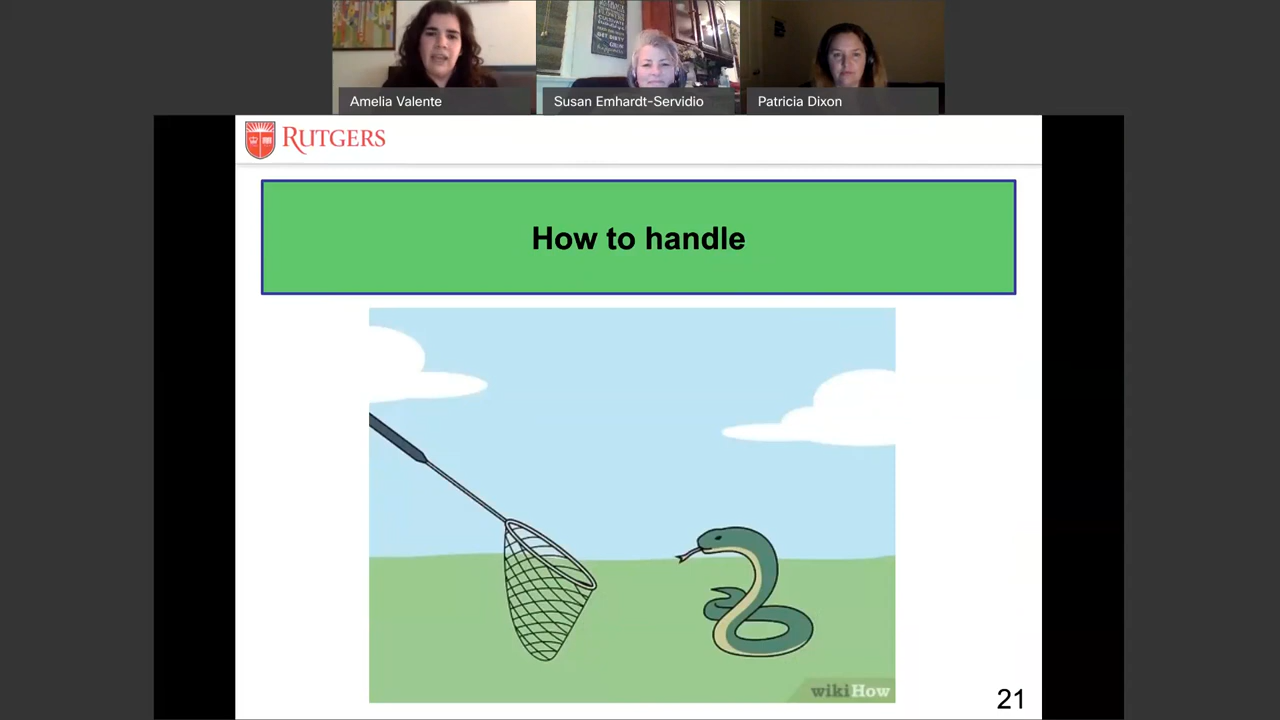 Amelia Valente
Susan Emhardt-Servidio
Patricia Dixon
RUTGERS
How to handle
wikiHow
21